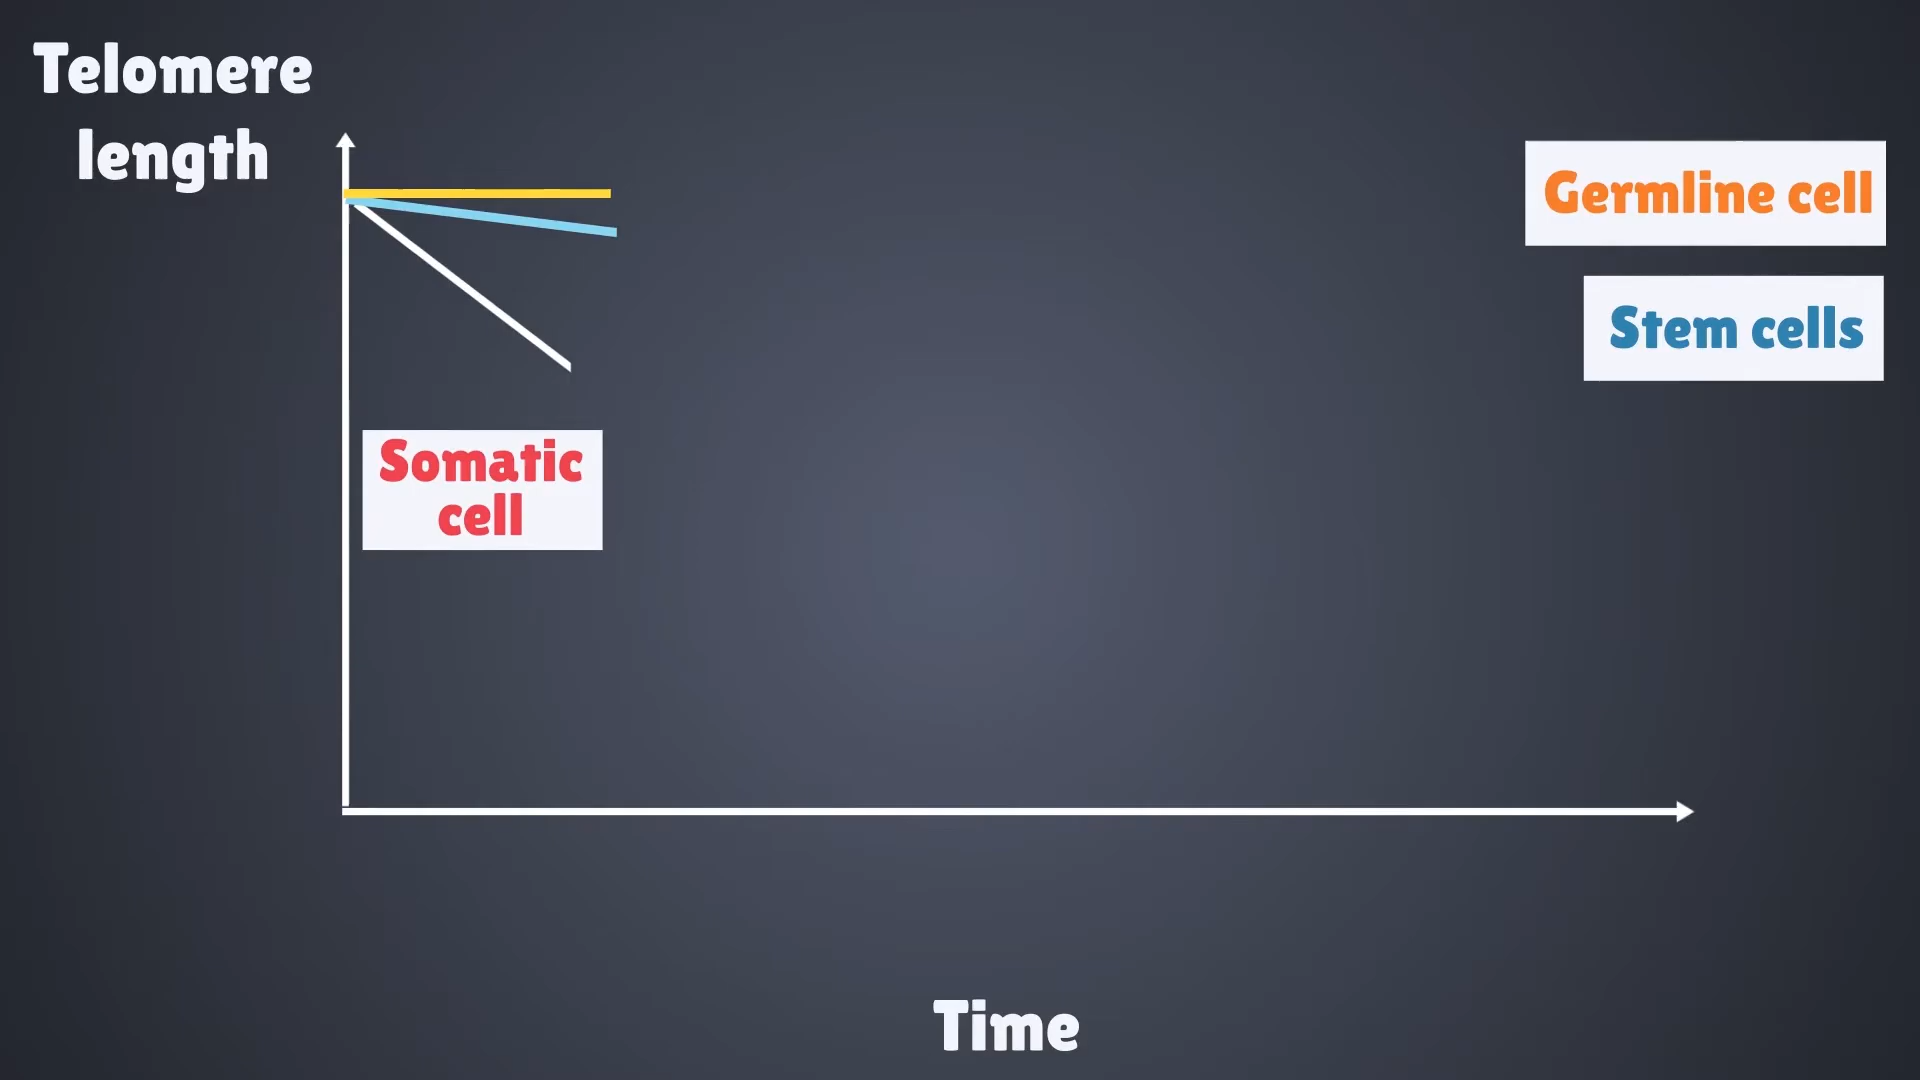 Telomere
length
Germline cell
Stem cells
Somatic
cell
Time